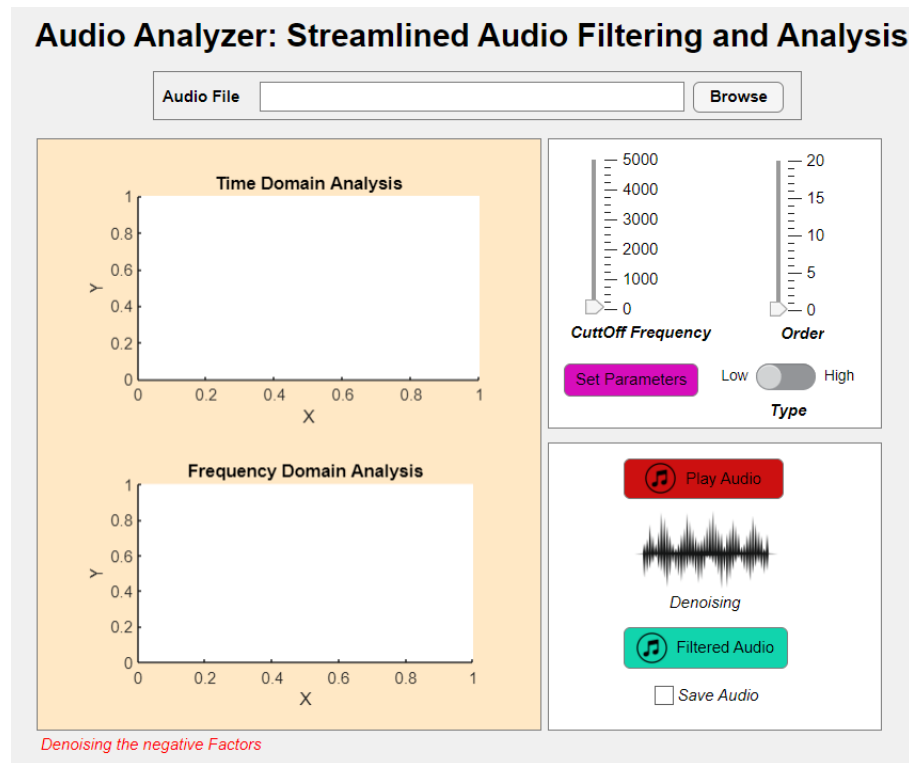 Audio Analyzer: Streamlined Audio Filtering and Analysis
Audio File
Browse
Time Domain Analysis
1
0.8
0.6
0.4
0.2
0
Y
0 0.2 0.4 0.6 0.8 1
X
Frequency Domain Analysis
1
0.8
0.6
0.4
0.2
0
Y
0 0.2 0.4 0.6 0.8 1
X
Denoising the negative Factors
5000
4000
3000
2000
1000
0
CuttOff Frequency
20
15
10
5
0
Order
Set Parameters
Low High
Type
Play Audio
Denoising
Filtered Audio
Save Audio